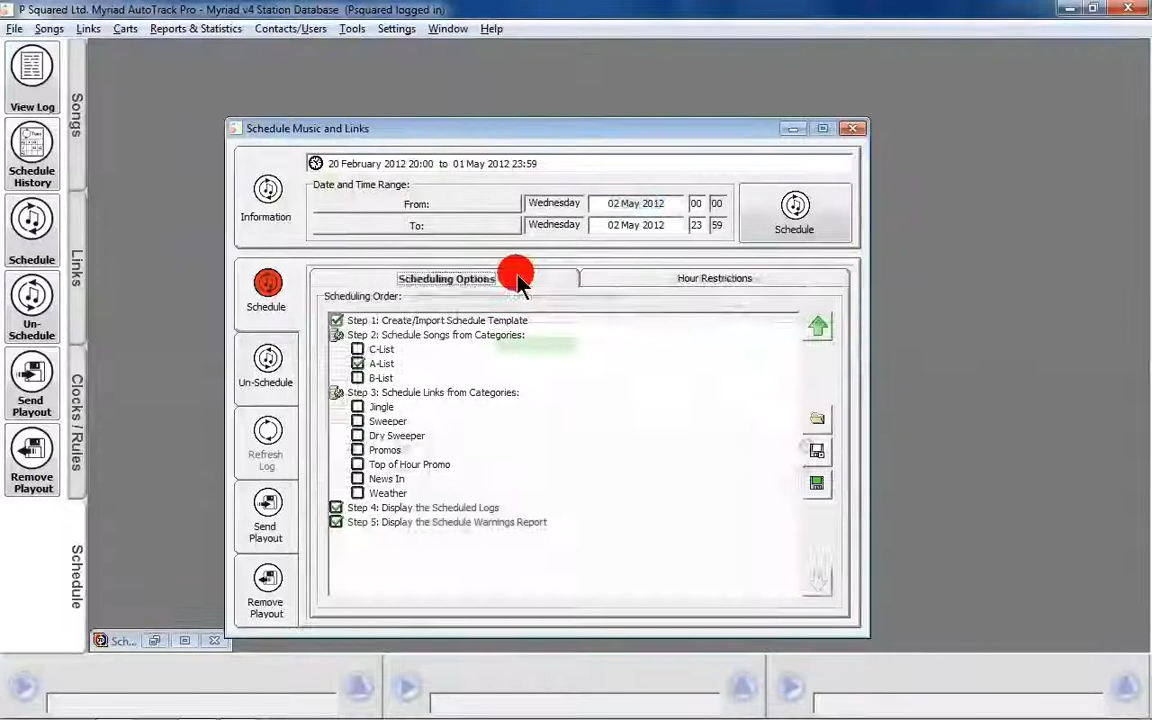 P Squared Ltd. Myriad AutoTrack Pro - Myriad v4 Station Database (Psquared logged in)
File Songs Links Carts Reports & Statistics Contacts/Users Tools Settings Window Help
View Log
Schedule History
Schedule
Un-Schedule
Send Playout
Remove Playout
Songs
Links
Clocks / Rules
Schedule
Schedule Music and Links
Information
20 February 2012 20:00 to 01 May 2012 23:59
Date and Time Range:
From: Wednesday 02 May 2012 00 00
To: Wednesday 02 May 2012 23 59
Schedule
Schedule
Un-Schedule
Refresh Log
Send Playout
Remove Playout
Scheduling Options
Hour Restrictions
Scheduling Order:
Step 1: Create/Import Schedule Template
Step 2: Schedule Songs from Categories:
C-List
A-List
B-List
Step 3: Schedule Links from Categories:
Jingle
Sweeper
Dry Sweeper
Promos
Top of Hour Promo
News In
Weather
Step 4: Display the Scheduled Logs
Step 5: Display the Schedule Warnings Report
Sch...